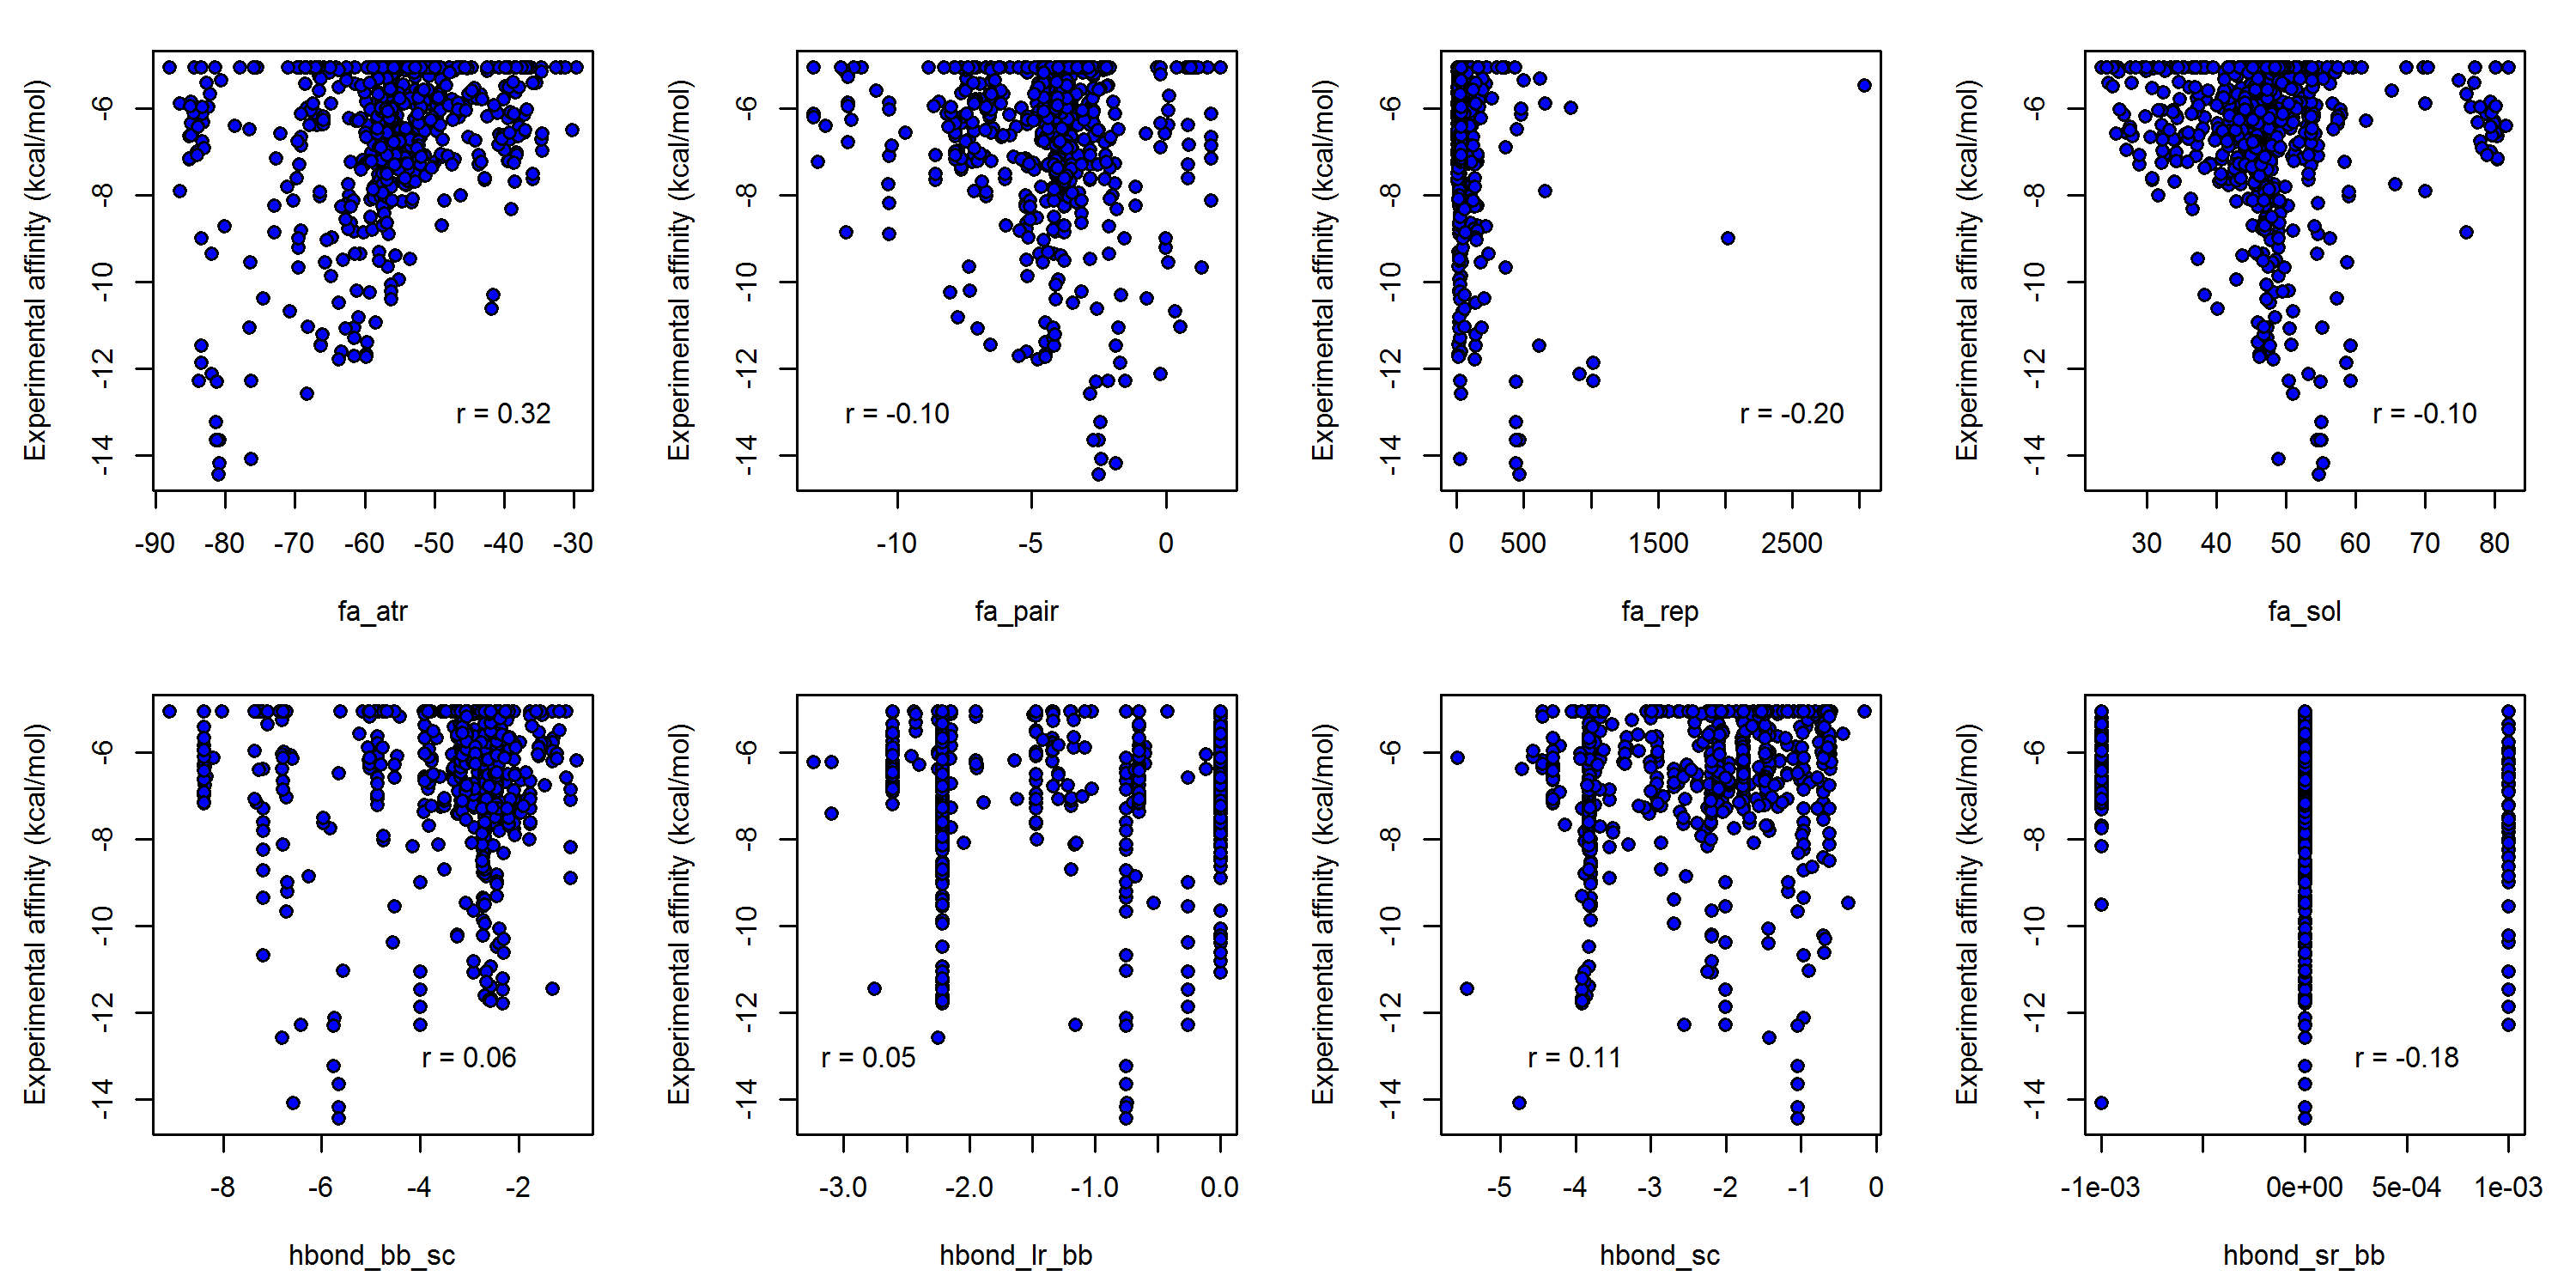 Experimental affinity (kcal/mol)
-6
-8
-10
-12
-14
r = 0.32
-90 -80 -70 -60 -50 -40 -30
fa_atr
Experimental affinity (kcal/mol)
-6
-8
-10
-12
-14
r = -0.10
-10 -5 0
fa_pair
Experimental affinity (kcal/mol)
-6
-8
-10
-12
-14
r = -0.20
0 500 1500 2500
fa_rep
Experimental affinity (kcal/mol)
-6
-8
-10
-12
-14
r = -0.10
30 40 50 60 70 80
fa_sol
Experimental affinity (kcal/mol)
-6
-8
-10
-12
-14
r = 0.06
-8 -6 -4 -2
hbond_bb_sc
Experimental affinity (kcal/mol)
-6
-8
-10
-12
-14
r = 0.05
-3.0 -2.0 -1.0 0.0
hbond_lr_bb
Experimental affinity (kcal/mol)
-6
-8
-10
-12
-14
r = 0.11
-5 -4 -3 -2 -1 0
hbond_sc
Experimental affinity (kcal/mol)
-6
-8
-10
-12
-14
r = -0.18
-1e-03 0e+00 5e-04 1e-03
hbond_sr_bb